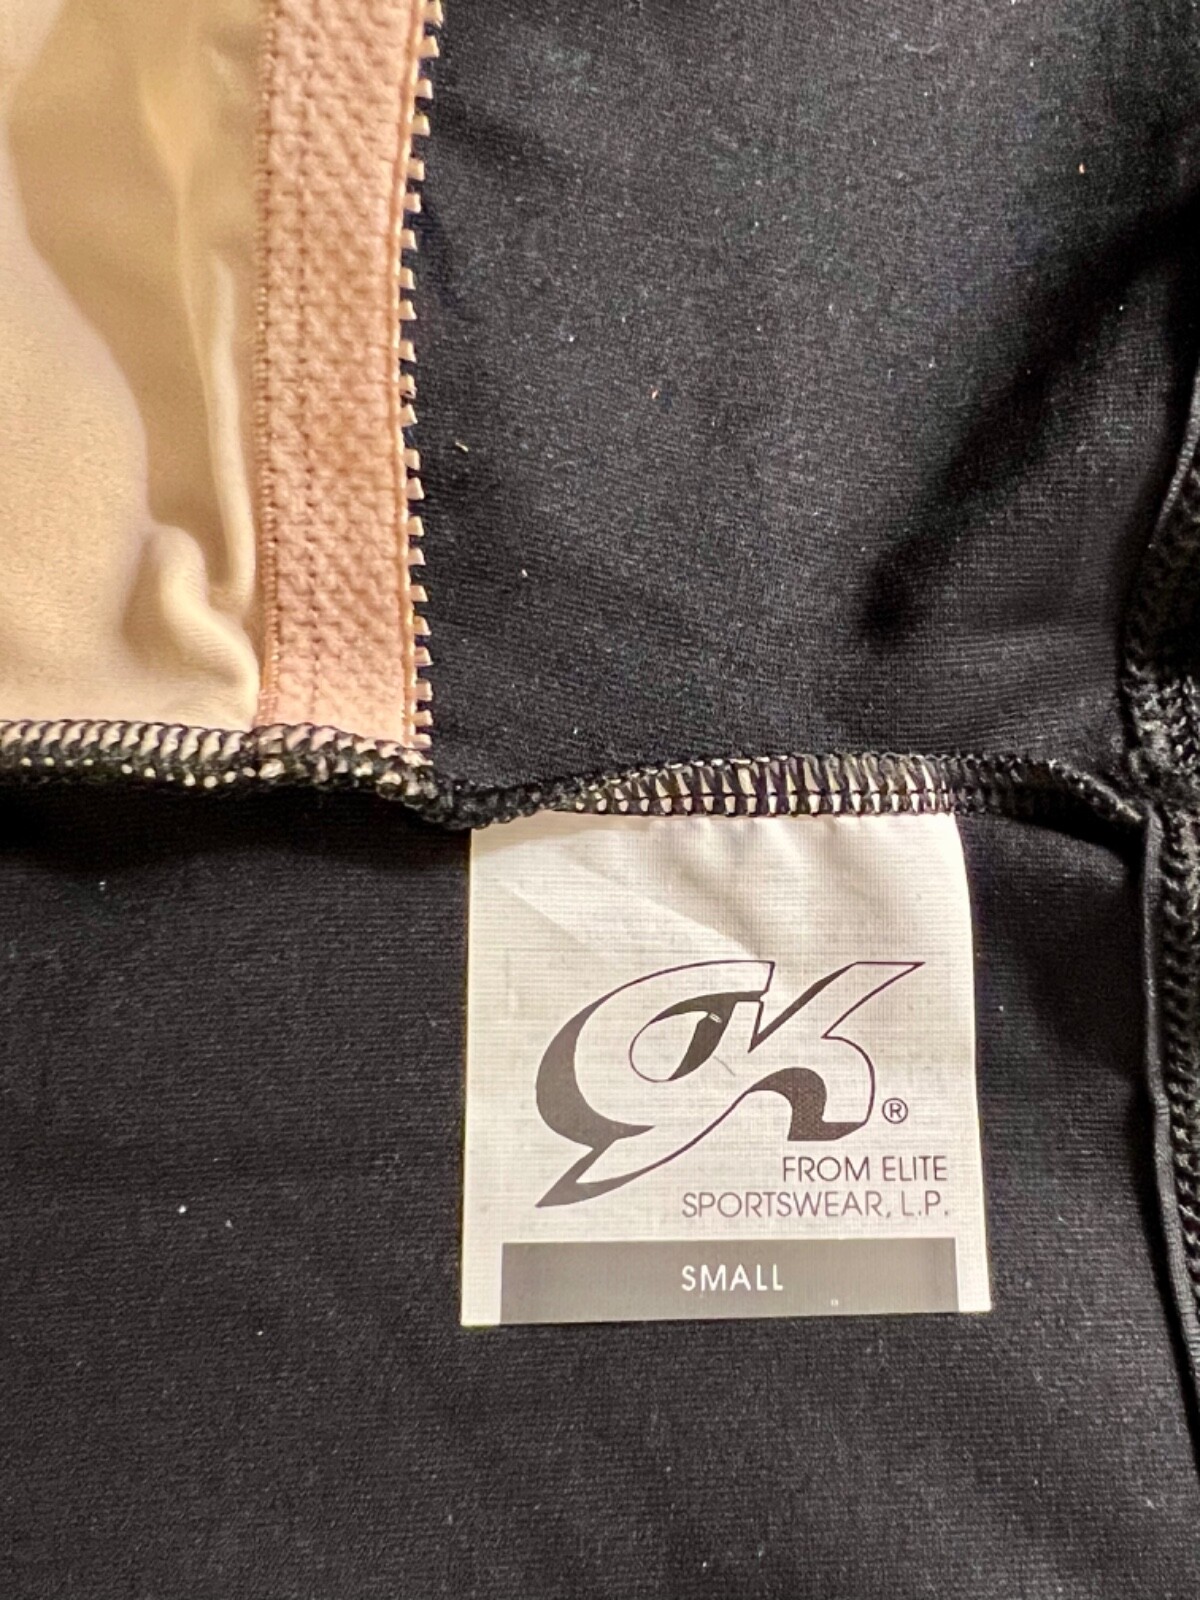 GK®
FROM ELITE
SPORTSWEAR, L.P.
SMALL